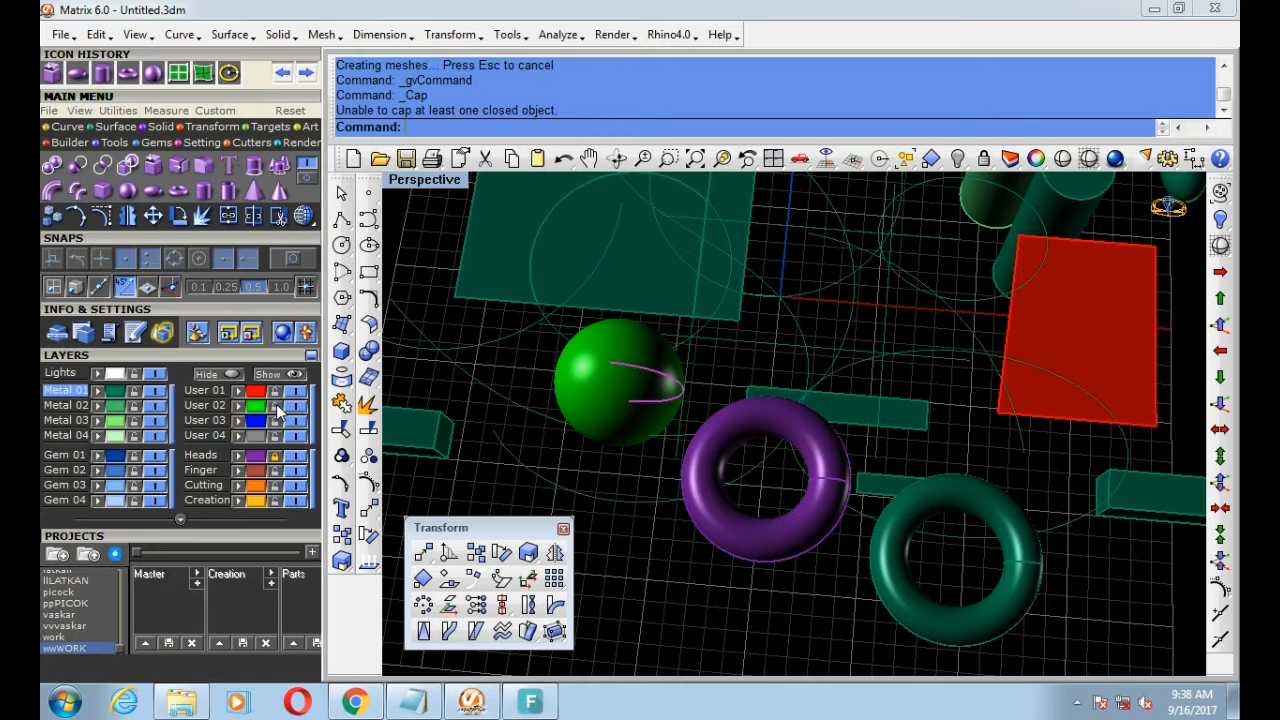 Matrix 6.0 - Untitled.3dm
File Edit View Curve Surface Solid Mesh Dimension Transform Tools Analyze Render Rhino4.0 Help
ICON HISTORY
MAIN MENU
File View Utilities Measure Custom Reset
Curve Surface Solid Transform Targets Art
Builder Tools Gems Setting Cutters Render
SNAPS
45°
0.1 0.25 0.5 1.0
INFO & SETTINGS
LAYERS
Lights Hide Show
Metal 01 User 01
Metal 02 User 02
Metal 03 User 03
Metal 04 User 04
Gem 01 Heads
Gem 02 Finger
Gem 03 Cutting
Gem 04 Creation
PROJECTS
lILATKAN
picock
ppPICOK
vaskar
vvvaskar
work
wwWORK
Master Creation Parts
Creating meshes... Press Esc to cancel
Command: _gvCommand
Command: _Cap
Unable to cap at least one closed object.
Command:
Perspective
Transform
9:38 AM
9/16/2017